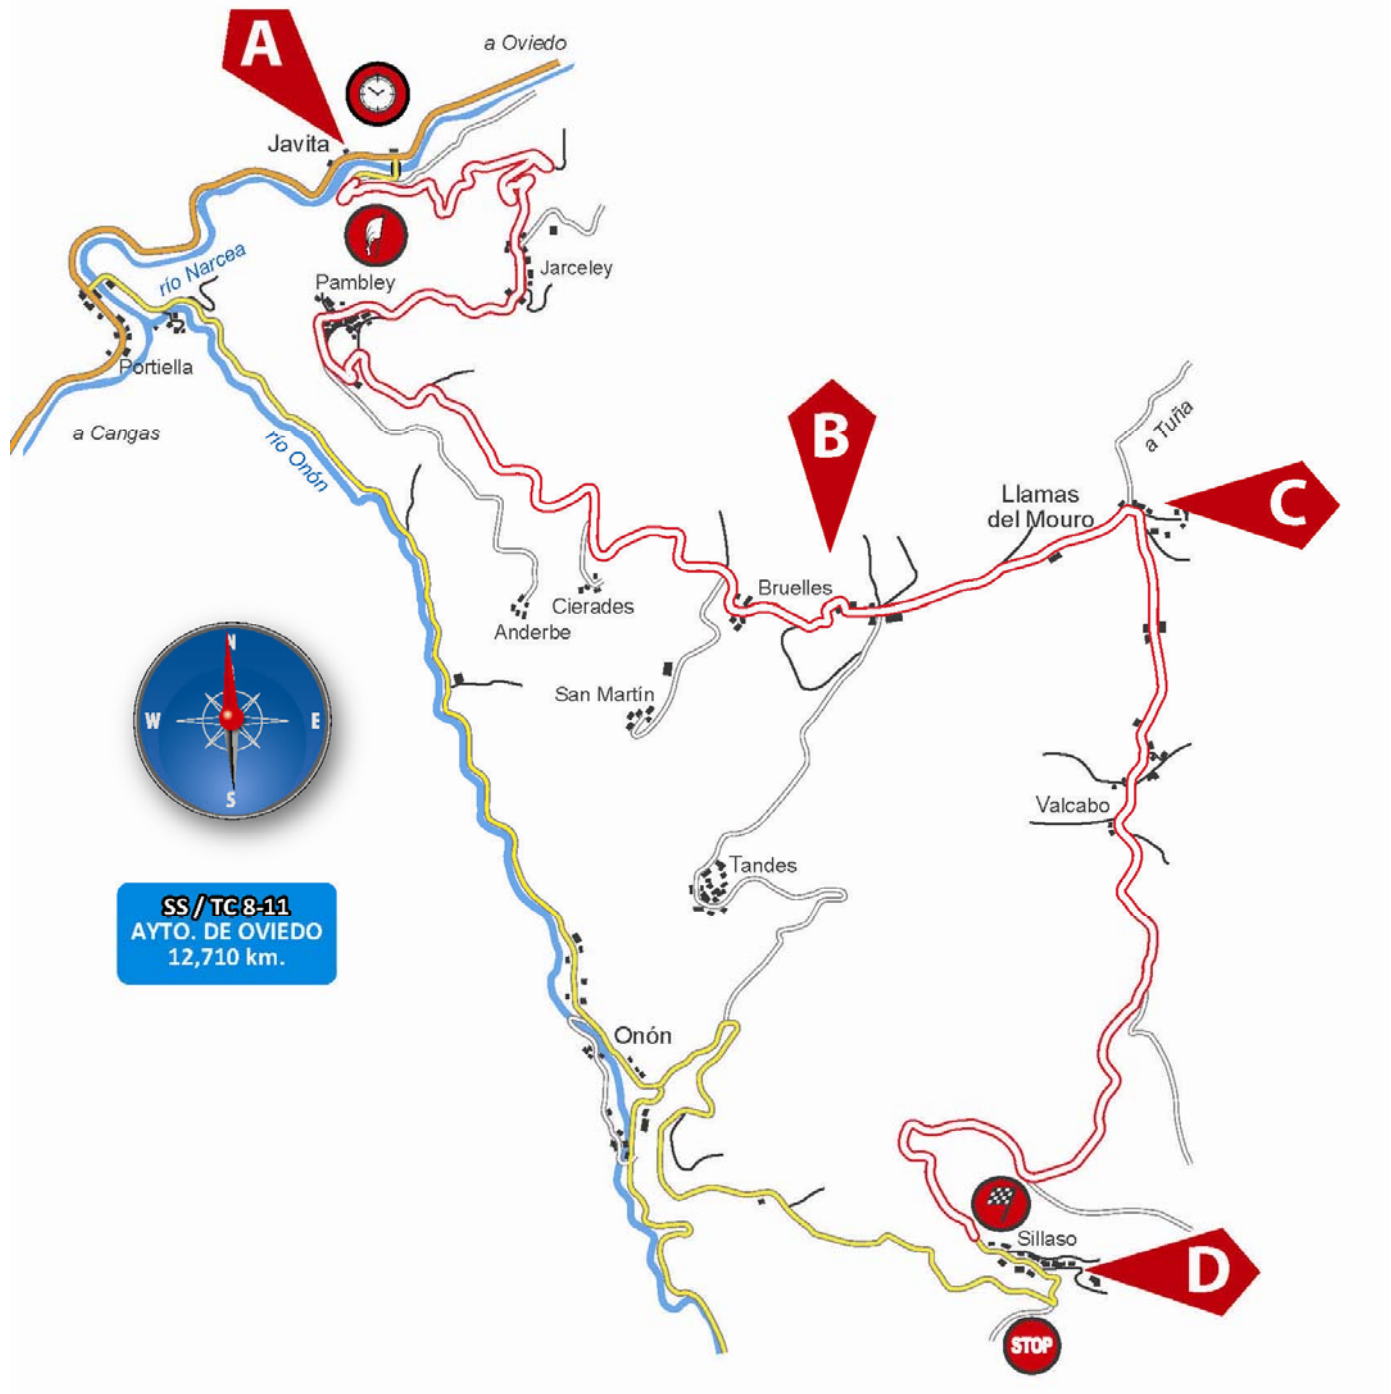 A
a Oviedo
Javita
río Narcea
Pambley
Jarceley
Portiella
a Cangas
río Onón
B
a Tuña
Llamas
del Mouro
C
Bruelles
Cierades
Anderbe
N
W
E
S
San Martín
Valcabo
Tandes
SS / TC 8-11
AYTO. DE OVIEDO
12,710 km.
Onón
Sillaso
D
STOP